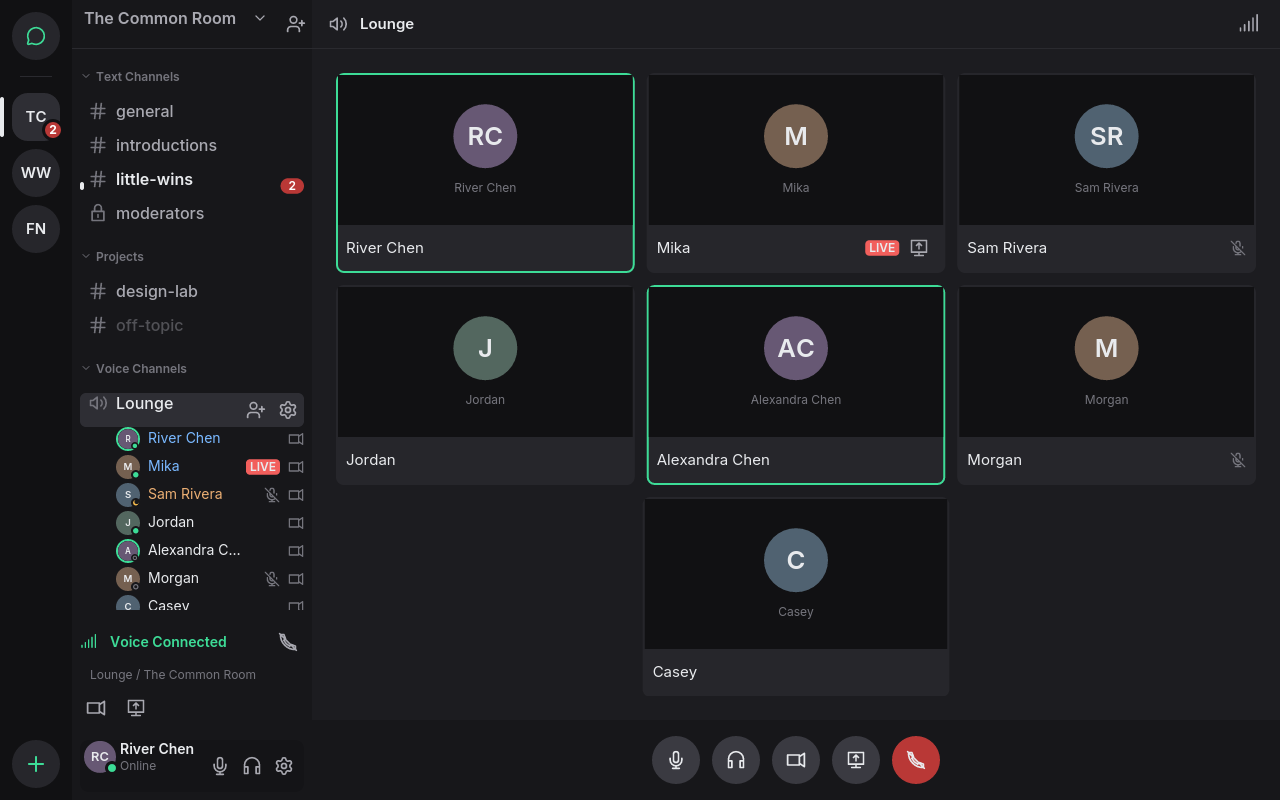 The Common Room
TC
2
WW
FN
Text Channels
general
introductions
little-wins
2
moderators
Projects
design-lab
off-topic
Voice Channels
Lounge
R
River Chen
M
Mika
LIVE
S
Sam Rivera
J
Jordan
A
Alexandra C...
M
Morgan
C
Casey
Voice Connected
Lounge / The Common Room
RC
River Chen
Online
Lounge
RC
River Chen
River Chen
M
Mika
Mika
LIVE
SR
Sam Rivera
Sam Rivera
J
Jordan
Jordan
AC
Alexandra Chen
Alexandra Chen
M
Morgan
Morgan
C
Casey
Casey